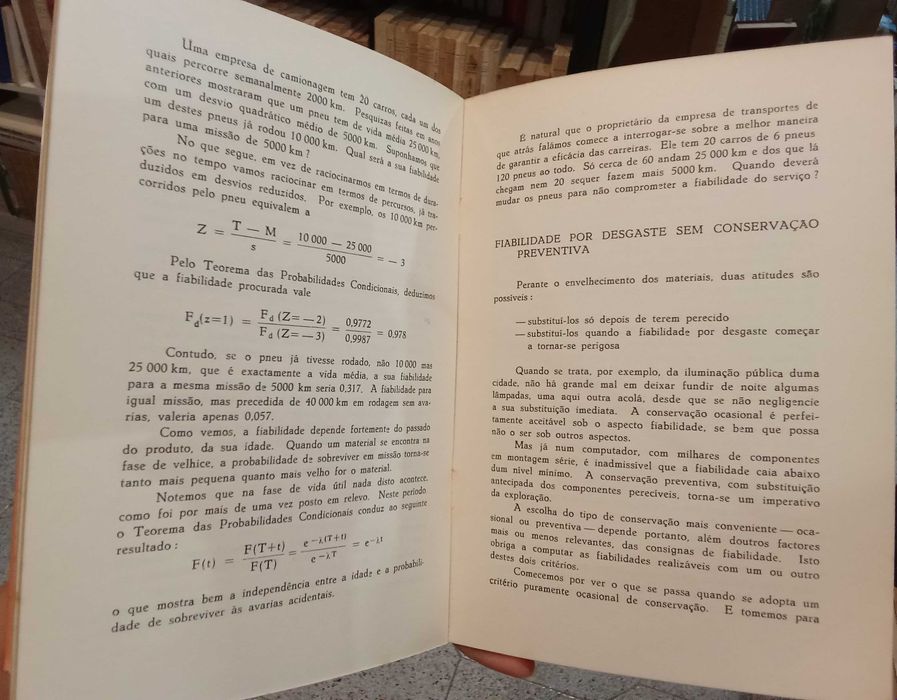 Uma empresa de camionagem tem 20 carros, cada um dos
quais percorre semanalmente 2000 km. Pesquizas feitas em anos
anteriores mostraram que um pneu tem de vida média 25 000 km,
com um desvio quadrático médio de 5000 km. Suponhamos que
um destes pneus já rodou 10 000 km. Qual será a sua fiabilidade
para uma missão de 5000 km ?
No que segue, em vez de raciocinarmos em termos de dura-
ções no tempo vamos raciocinar em termos de percursos, já tra-
duzidos em desvios reduzidos. Por exemplo, os 10 000 km per-
corridos pelo pneu equivalem a
Z = T — M / s = 10 000 — 25 000 / 5000 = — 3
Pelo Teorema das Probabilidades Condicionais, deduzimos
que a fiabilidade procurada vale
Fd(z=1) = Fd (Z= — 2) / Fd (Z= — 3) = 0,9772 / 0,9987 = 0,978
Contudo, se o pneu já tivesse rodado, não 10 000 mas
25 000 km, que é exactamente a vida média, a sua fiabilidade
para a mesma missão de 5000 km seria 0,317. A fiabilidade para
igual missão, mas precedida de 40 000 km em rodagem sem ava-
rias, valeria apenas 0,057.
Como vemos, a fiabilidade depende fortemente do passado
do produto, da sua idade. Quando um material se encontra na
fase de velhice, a probabilidade de sobreviver em missão torna-se
tanto mais pequena quanto mais velho for o material.
Notemos que na fase de vida útil nada disto acontece,
como foi por mais de uma vez posto em relevo. Neste período
o Teorema das Probabilidades Condicionais conduz ao seguinte
resultado :
F(t) = F(T+t) / F(T) = e —λ(T+t) / e —λT = e —λt
o que mostra bem a independência entre a idade e a probabili-
dade de sobreviver às avarias acidentais.
É natural que o proprietário da empresa de transportes de
que atrás falámos comece a interrogar-se sobre a melhor maneira
de garantir a eficácia das carreiras. Ele tem 20 carros de 6 pneus
120 pneus ao todo. Só cerca de 60 andam 25 000 km e dos que lá
chegam nem 20 sequer fazem mais 5000 km. Quando deverá
mudar os pneus para não comprometer a fiabilidade do serviço ?
FIABILIDADE POR DESGASTE SEM CONSERVAÇÃO
PREVENTIVA
Perante o envelhecimento dos materiais, duas atitudes são
possíveis :
— substituí-los só depois de terem perecido
— substituí-los quando a fiabilidade por desgaste começar
a tornar-se perigosa
Quando se trata, por exemplo, da iluminação pública duma
cidade, não há grande mal em deixar fundir de noite algumas
lâmpadas, uma aqui outra acolá, desde que se não negligencie
a sua substituição imediata. A conservação ocasional é perfei-
tamente aceitável sob o aspecto fiabilidade, se bem que possa
não o ser sob outros aspectos.
Mas já num computador, com milhares de componentes
em montagem série, é inadmissível que a fiabilidade caia abaixo
dum nível mínimo. A conservação preventiva, com substituição
antecipada dos componentes perecíveis, torna-se um imperativo
da exploração.
A escolha do tipo de conservação mais conveniente — oca-
sional ou preventiva — depende portanto, além doutros factores
mais ou menos relevantes, das consignas de fiabilidade. Isto
obriga a computar as fiabilidades realizáveis com um ou outro
destes dois critérios.
Comecemos por ver o que se passa quando se adopta um
critério puramente ocasional de conservação. E tomemos para